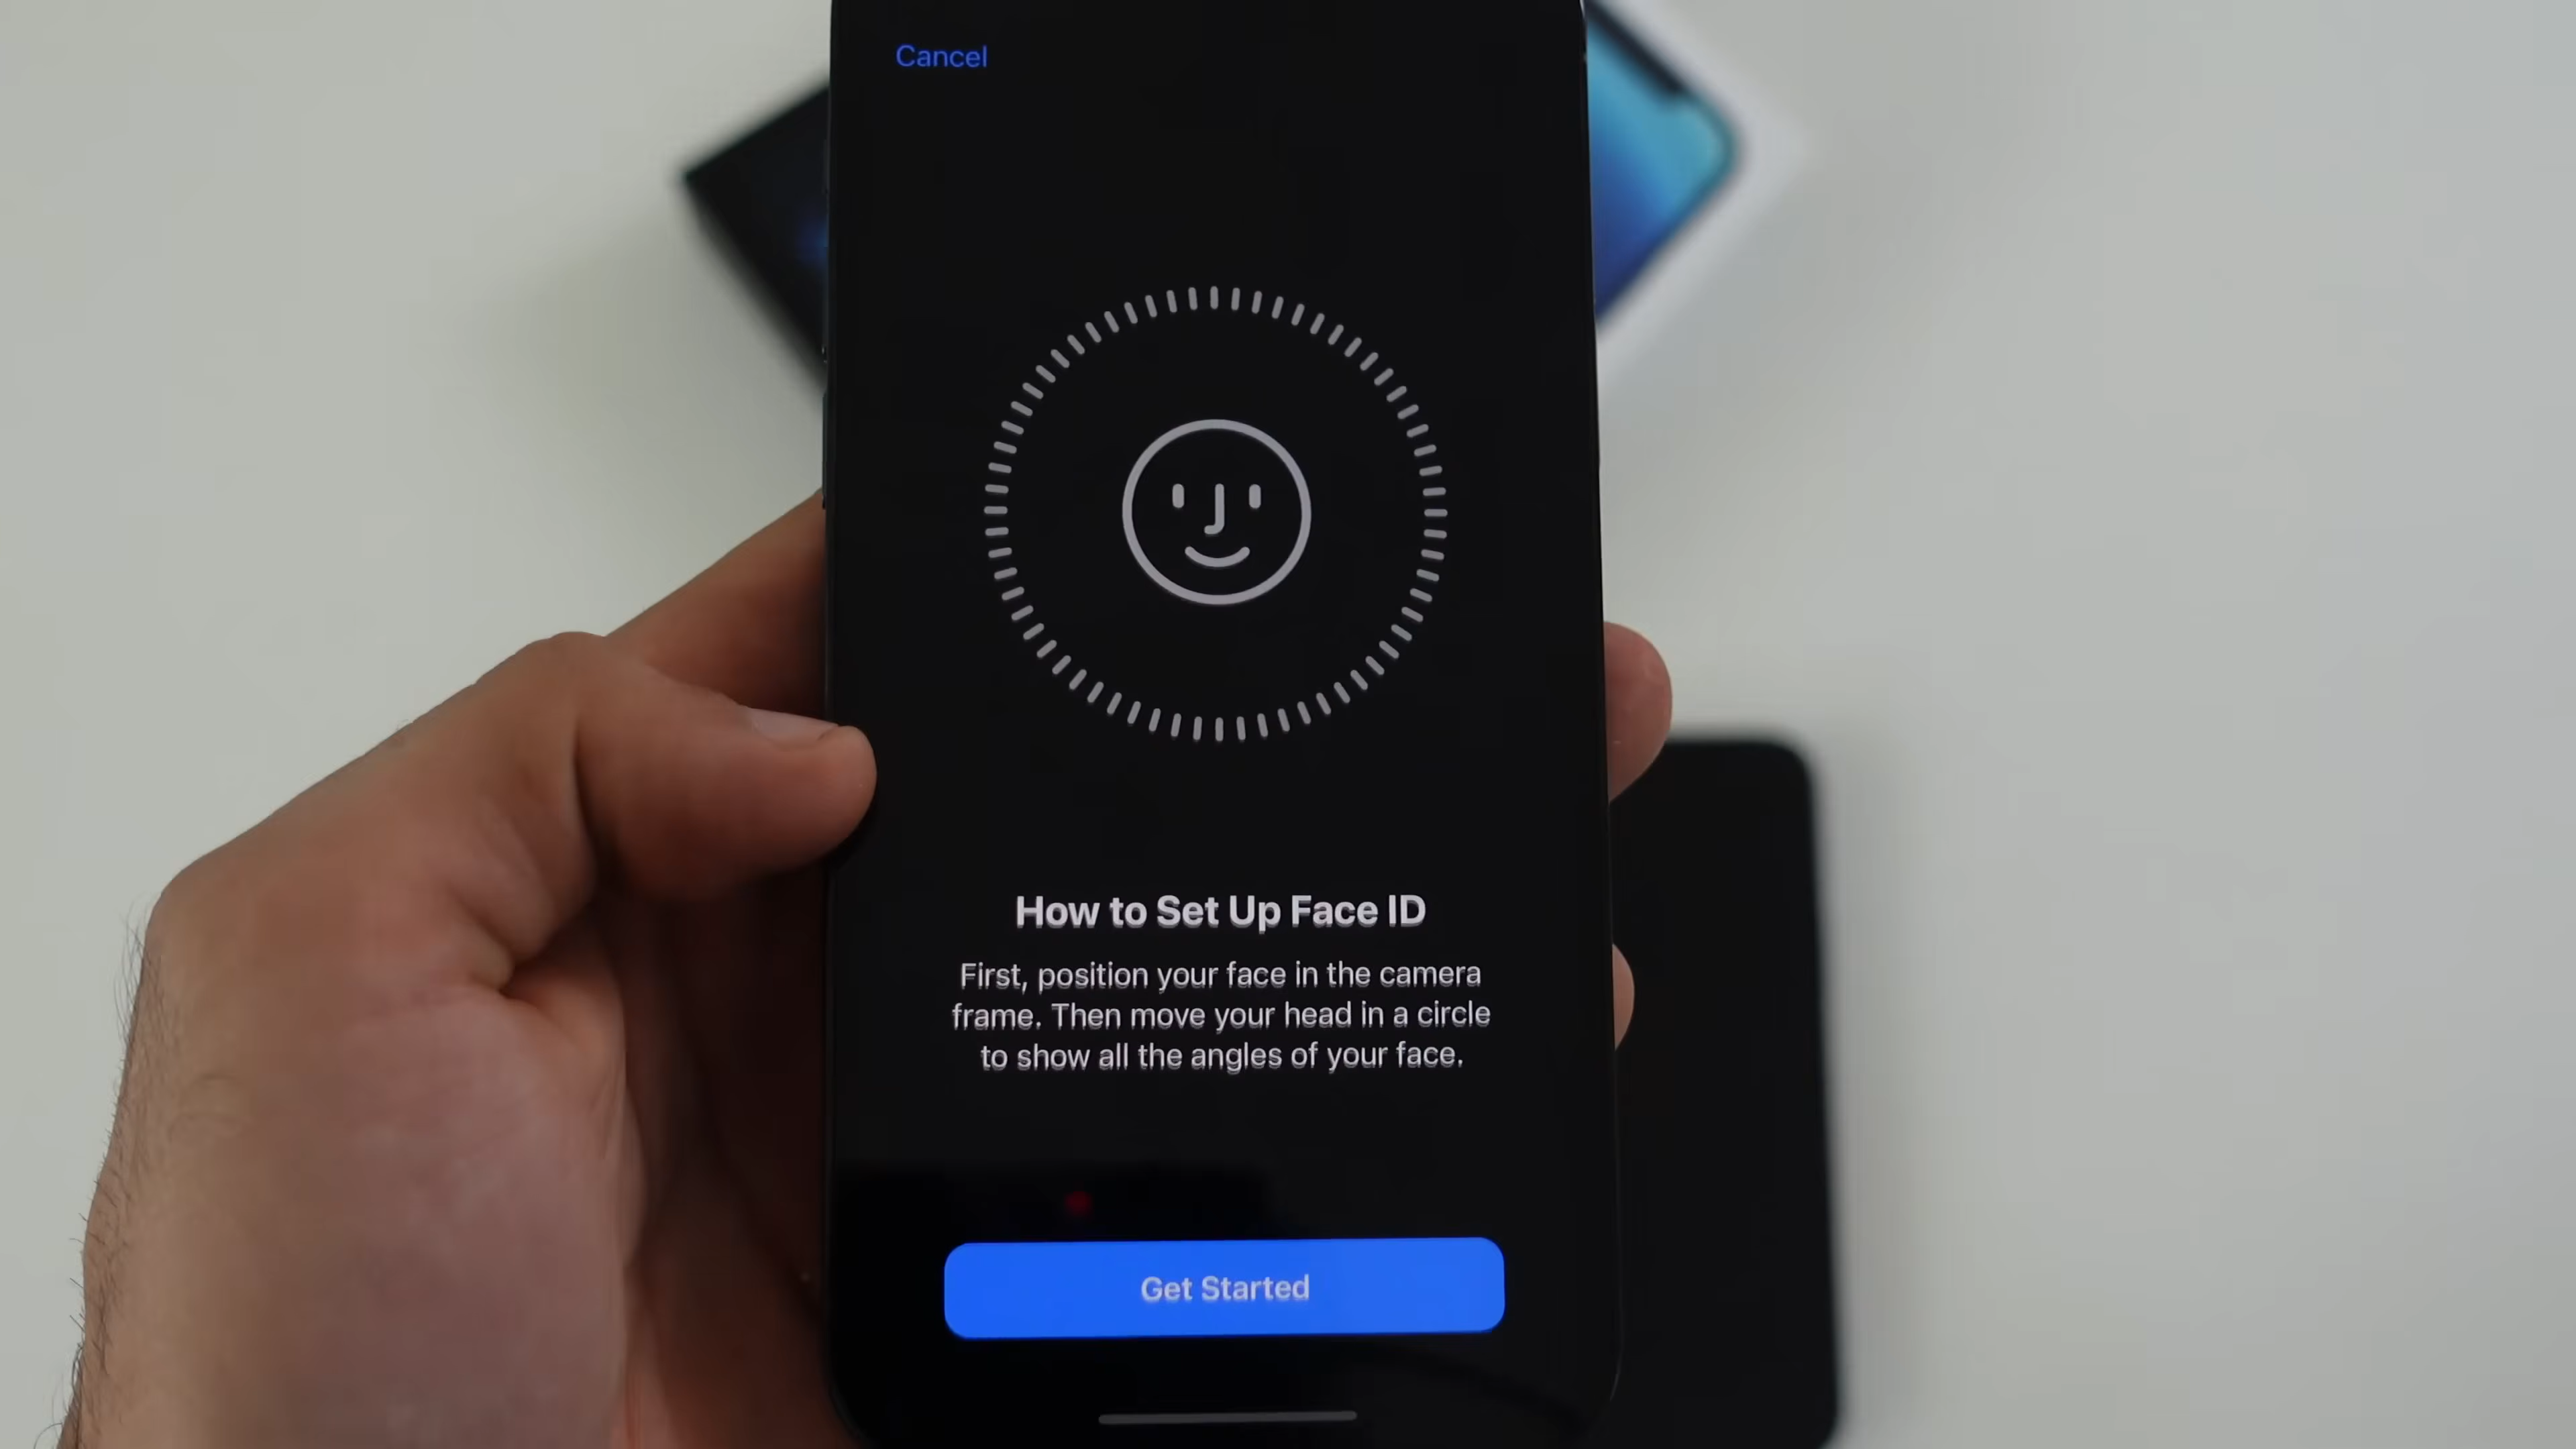 Cancel
How to Set Up Face ID
First, position your face in the camera
frame. Then move your head in a circle
to show all the angles of your face.
Get Started